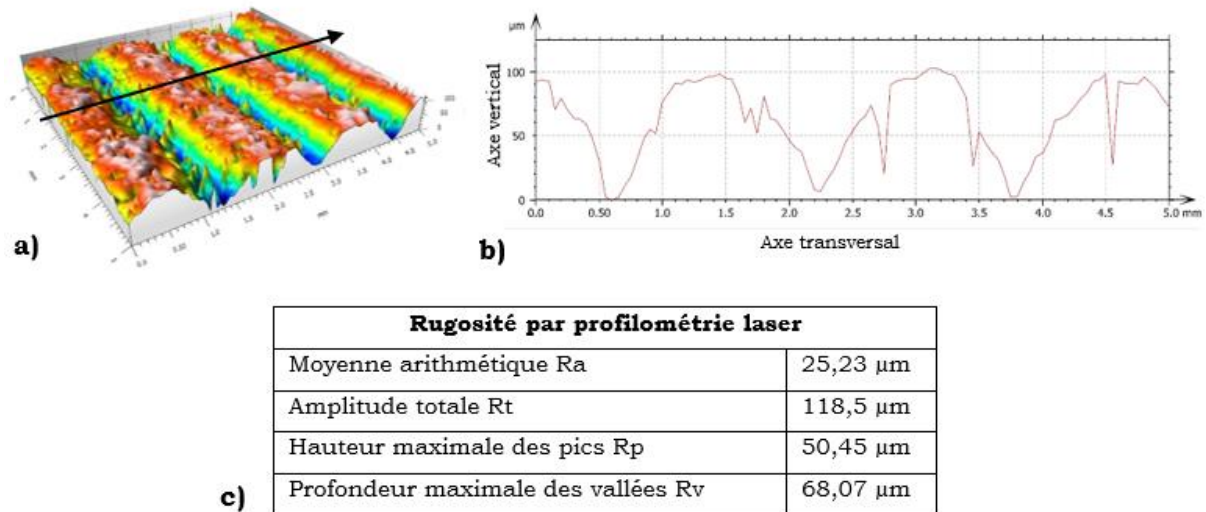 a)
µm
Axe vertical
100
50
0
0.0 0.50 1.0 1.5 2.0 2.5 3.0 3.5 4.0 4.5 5.0 mm
Axe transversal
b)
Rugosité par profilométrie laser
Moyenne arithmétique Ra 25,23 µm
Amplitude totale Rt 118,5 µm
Hauteur maximale des pics Rp 50,45 µm
Profondeur maximale des vallées Rv 68,07 µm
c)